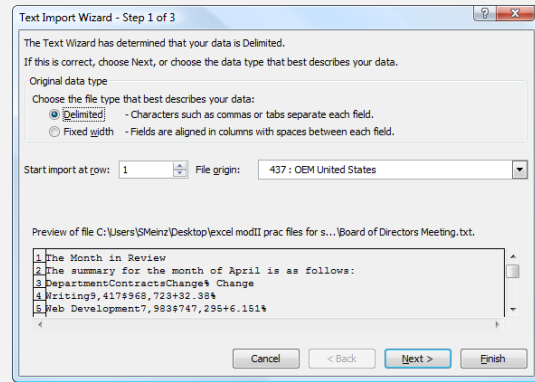 Text Import Wizard - Step 1 of 3
The Text Wizard has determined that your data is Delimited.
If this is correct, choose Next, or choose the data type that best describes your data.
Original data type
Choose the file type that best describes your data:
Delimited - Characters such as commas or tabs separate each field.
Fixed width - Fields are aligned in columns with spaces between each field.
Start import at row: 1 File origin: 437 : OEM United States
Preview of file C:\Users\SMeinz\Desktop\excel modII prac files for s...\Board of Directors Meeting.txt.
1 The Month in Review
2 The summary for the month of April is as follows:
3 DepartmentContractsChange% Change
4 Writing9,417$968,723+32.38%
5 Web Development7,983$747,295+6.151%
Cancel < Back Next > Finish